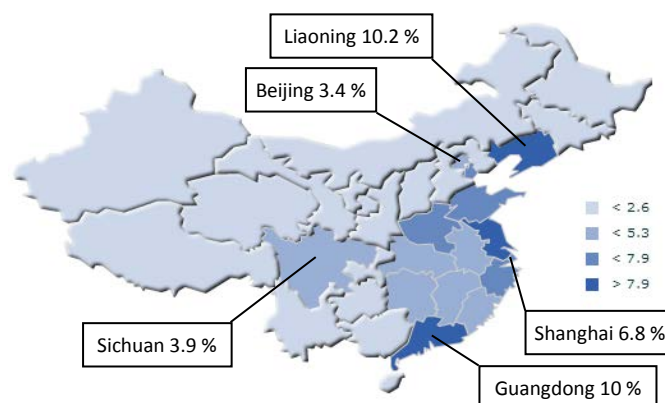 Liaoning 10.2 %
Beijing 3.4 %
< 2.6
< 5.3
< 7.9
> 7.9
Sichuan 3.9 %
Shanghai 6.8 %
Guangdong 10 %